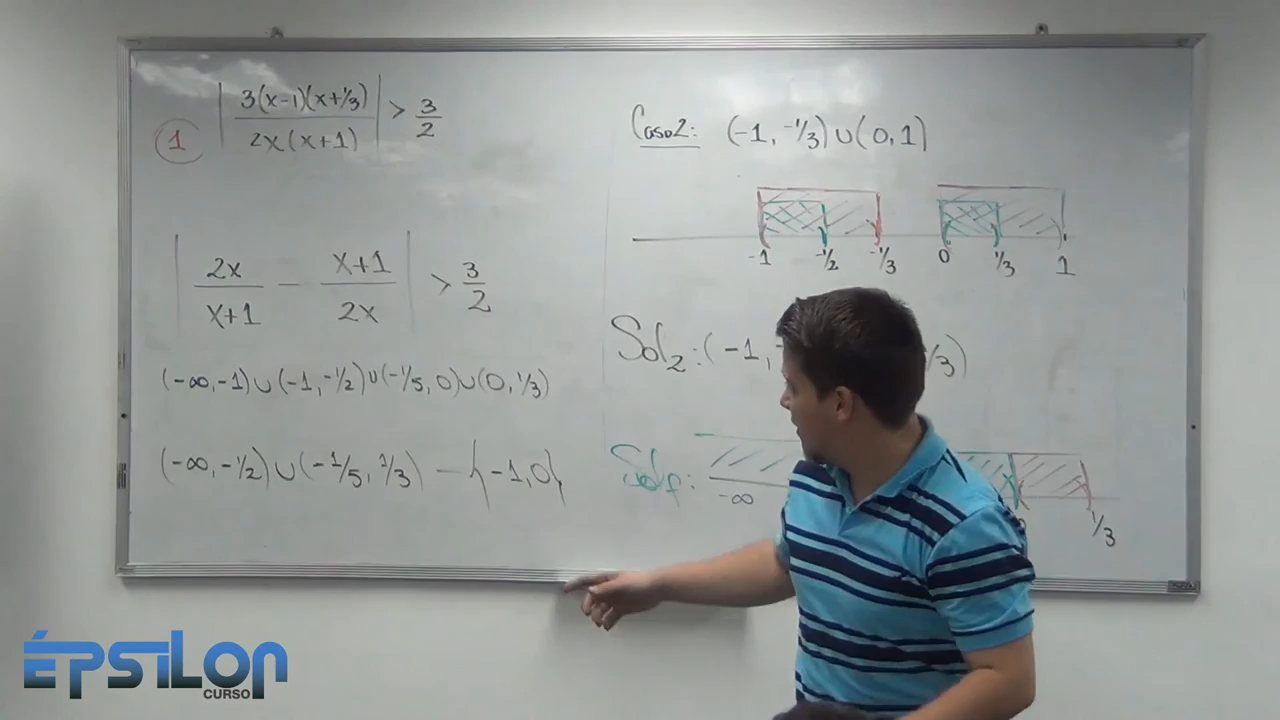 1
| 3(x-1)(x+1/3) / 2x(x+1) | > 3/2
| 2x / x+1 - x+1 / 2x | > 3/2
(-∞,-1)∪(-1,-1/2)∪(-1/5,0)∪(0,1/3)
(-∞,-1/2)∪(-1/5,1/3) - {-1,0}
Caso2: (-1,-1/3)∪(0,1)
-1 -1/2 -1/3 0 1/3 1
Sol2: (-1, /3)
Solf:
-∞ 1/3
ÉPSILON
CURSO